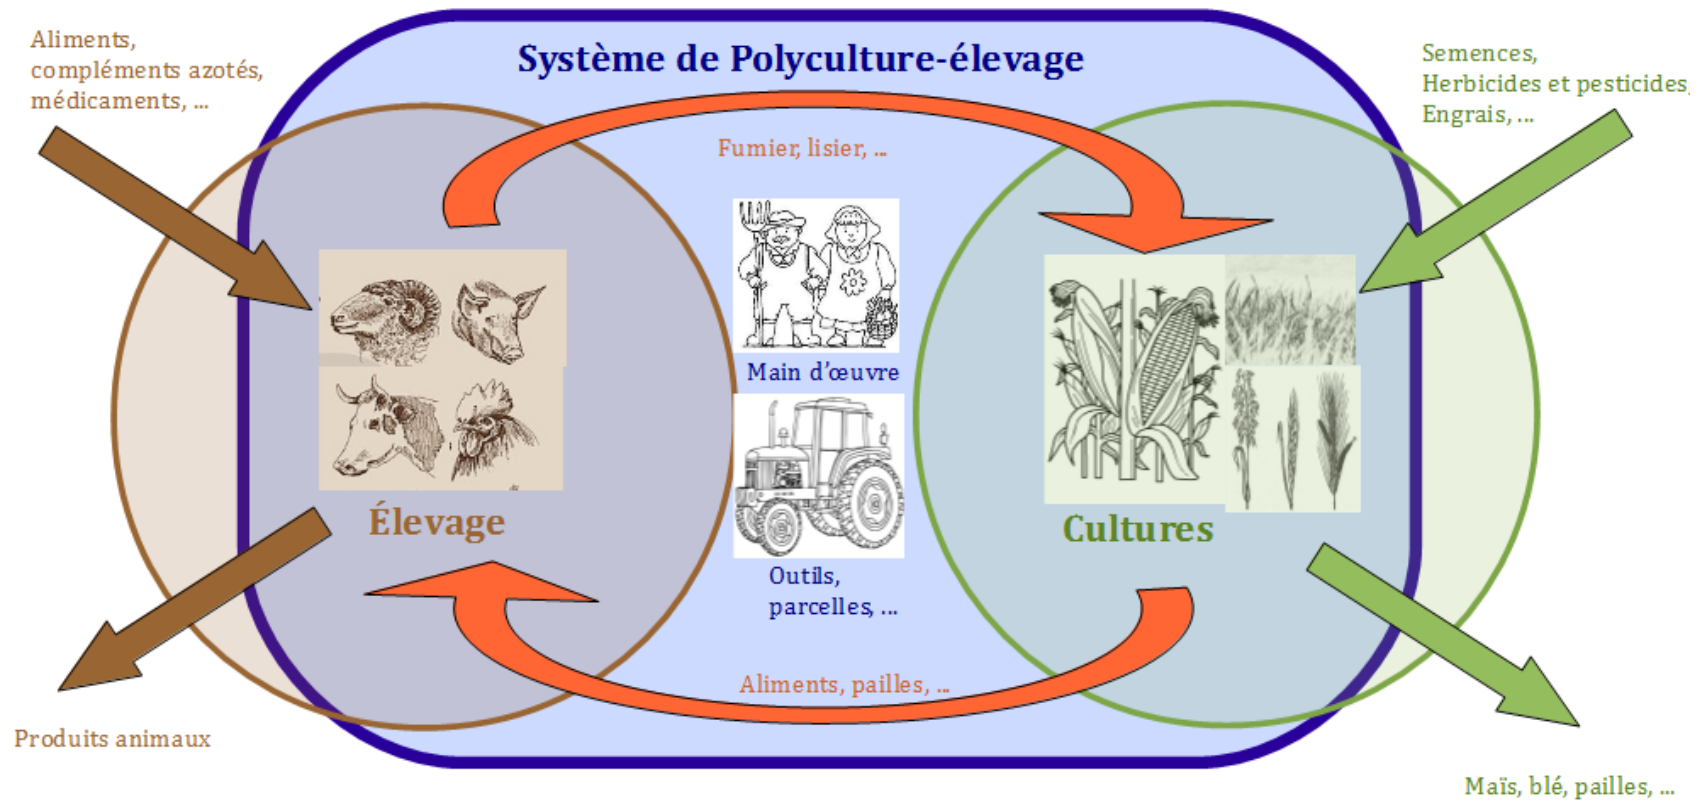 Système de Polyculture-élevage
Aliments,
compléments azotés,
médicaments, ...
Semences,
Herbicides et pesticides,
Engrais, ...
Fumier, lisier, ...
Main d'œuvre
Élevage
Cultures
Outils,
parcelles, ...
Aliments, pailles, ...
Produits animaux
Maïs, blé, pailles, ...